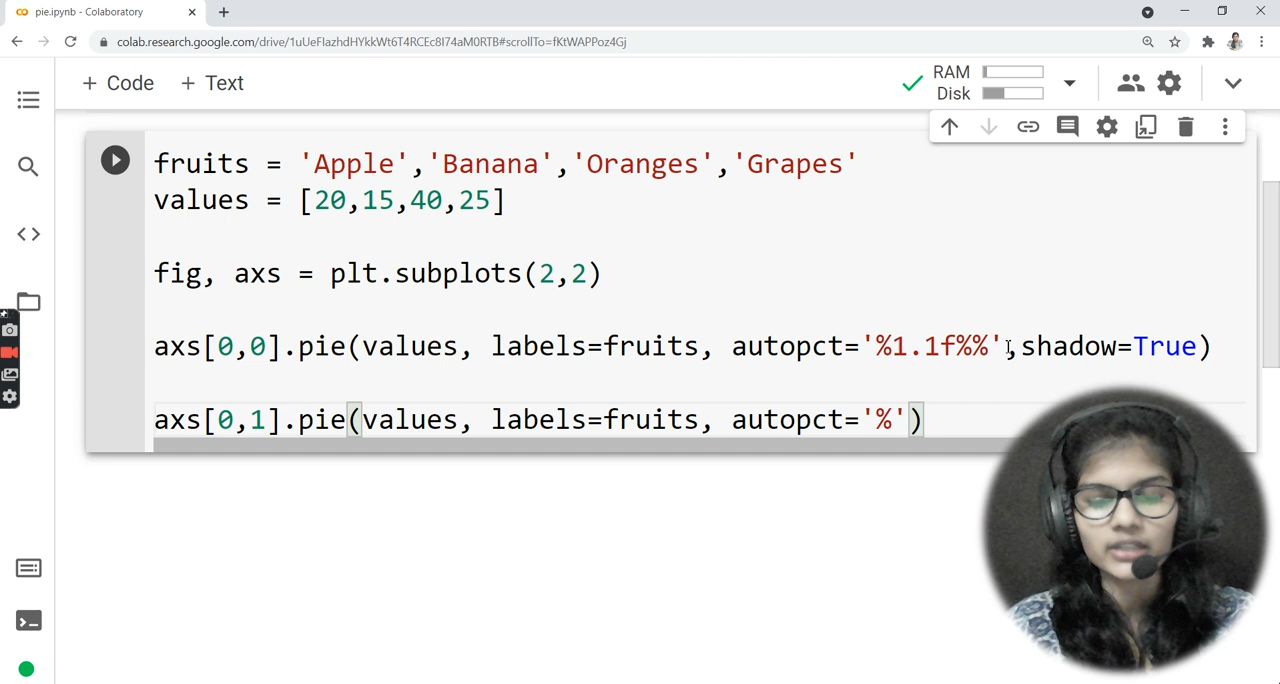 pie.ipynb - Colaboratory
colab.research.google.com/drive/1uUeFIazhdHYkkWt6T4RCEc8I74aM0RTB#scrollTo=fKtWAPPoz4Gj
+ Code + Text
RAM
Disk
fruits = 'Apple','Banana','Oranges','Grapes'
values = [20,15,40,25]
fig, axs = plt.subplots(2,2)
axs[0,0].pie(values, labels=fruits, autopct='%1.1f%%',shadow=True)
axs[0,1].pie(values, labels=fruits, autopct='%')